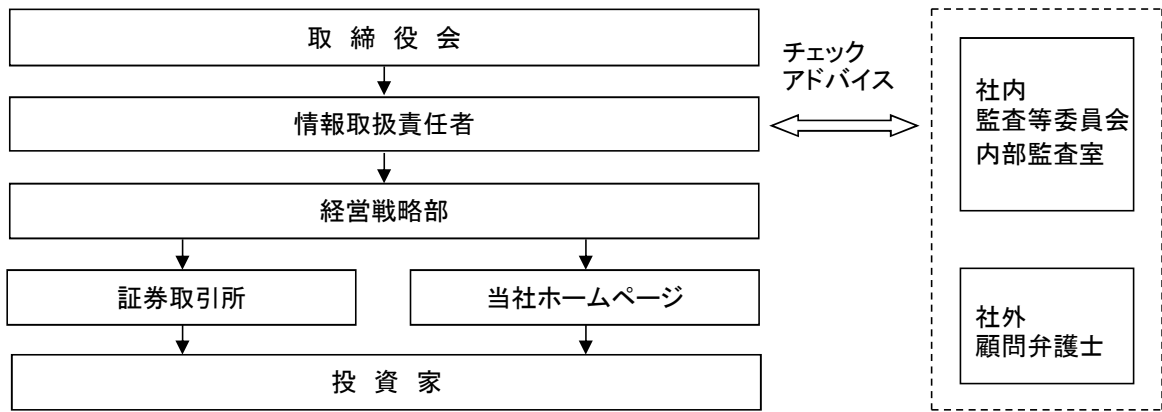 取 締 役 会
情報取扱責任者
経営戦略部
証券取引所
当社ホームページ
投 資 家
チェック
アドバイス
社内
監査等委員会
内部監査室
社外
顧問弁護士